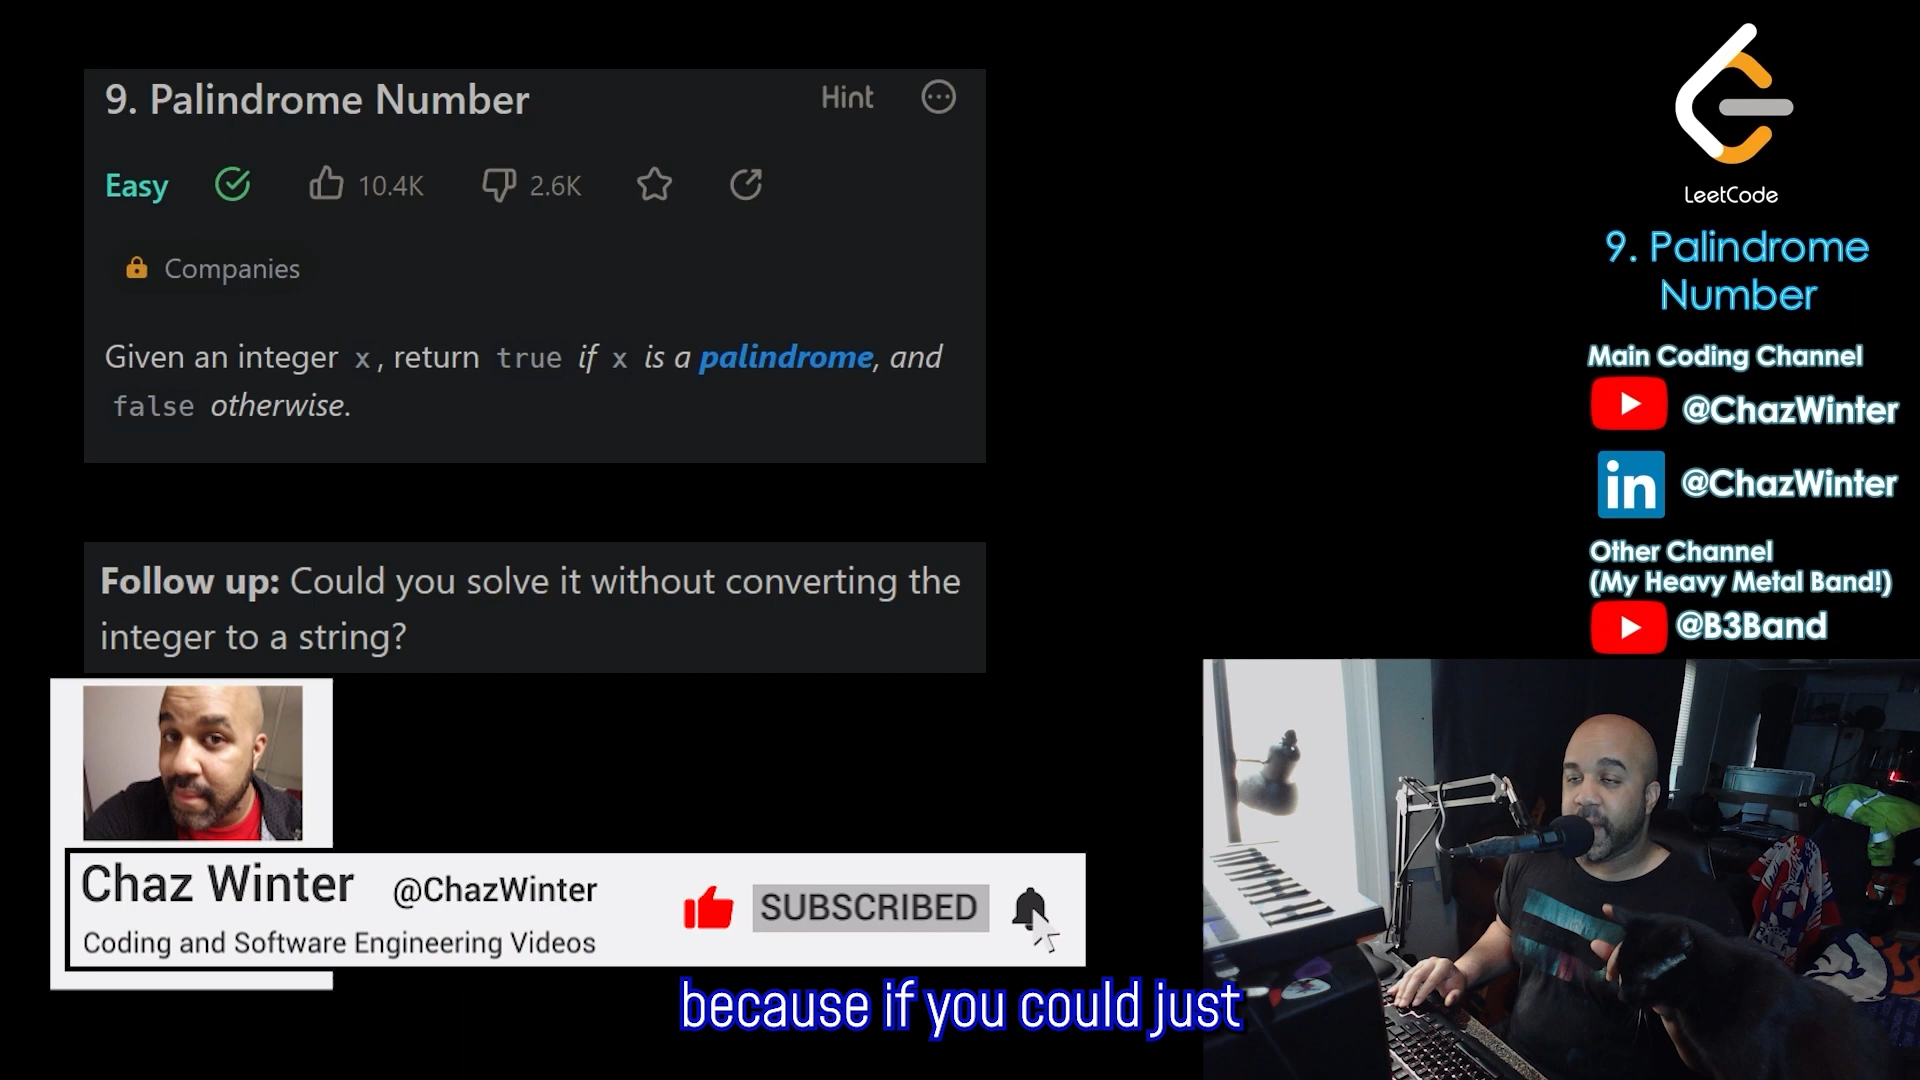 9. Palindrome Number
Hint
Easy
10.4K
2.6K
Companies
Given an integer x, return true if x is a palindrome, and
false otherwise.
Follow up: Could you solve it without converting the
integer to a string?
Chaz Winter @ChazWinter
SUBSCRIBED
Coding and Software Engineering Videos
because if you could just
LeetCode
9. Palindrome
Number
Main Coding Channel
@ChazWinter
in @ChazWinter
Other Channel
(My Heavy Metal Band!)
@B3Band